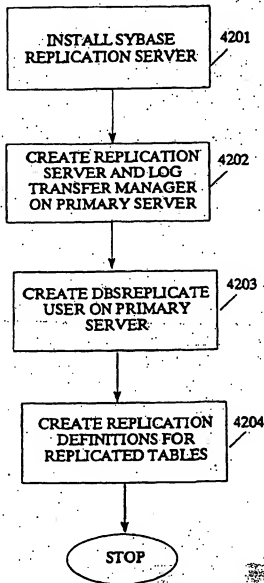 INSTALL SYBASE
REPLICATION SERVER
4201
CREATE REPLICATION
SERVER AND LOG
TRANSFER MANAGER
ON PRIMARY SERVER
4202
CREATE DBSREPLICATE
USER ON PRIMARY
SERVER
4203
CREATE REPLICATION
DEFINITIONS FOR
REPLICATED TABLES
4204
STOP